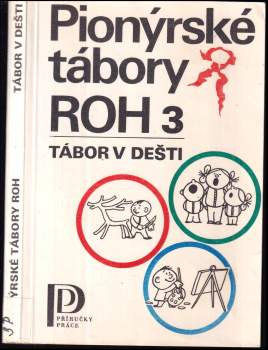 Pionýrské
tábory
ROH 3
TÁBOR V DEŠTI
PŘÍRUČKY
PRÁCE
TÁBOR V DEŠTI
ÝRSKÉ TÁBORY ROH